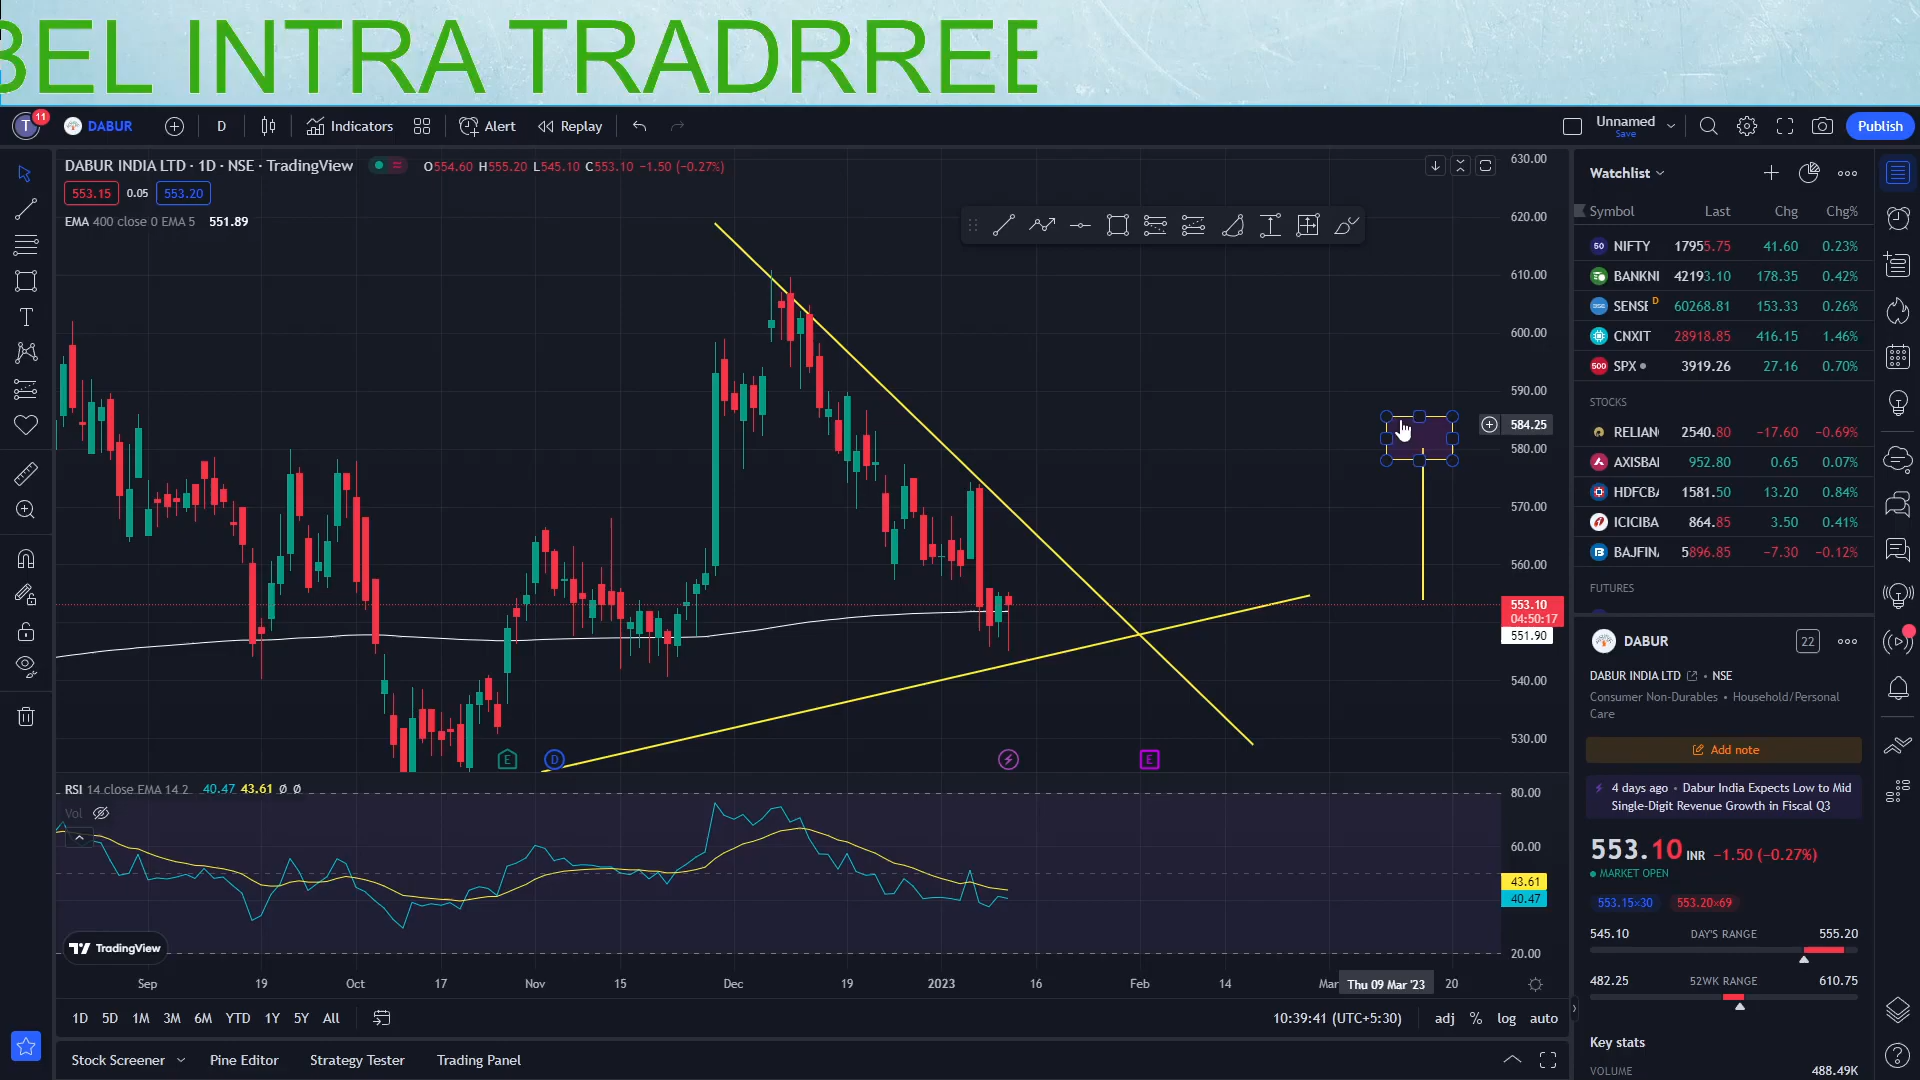 BEL INTRA TRADRREE
T 11 DABUR D Indicators Alert Replay Unnamed Save Publish
DABUR INDIA LTD · 1D · NSE · TradingView O554.60 H555.20 L545.10 C553.10 −1.50 (−0.27%)
553.15 0.05 553.20
EMA 400 close 0 EMA 5 551.89
630.00
620.00
610.00
600.00
590.00
584.25
580.00
570.00
560.00
553.10
04:50:17
551.90
540.00
530.00
E D E
RSI 14 close EMA 14 2 40.47 43.61 Ø Ø
Vol
80.00
60.00
43.61
40.47
20.00
TradingView
Sep 19 Oct 17 Nov 15 Dec 19 2023 16 Feb 14 Mar Thu 09 Mar '23 20
1D 5D 1M 3M 6M YTD 1Y 5Y All 10:39:41 (UTC+5:30) adj % log auto
Stock Screener Pine Editor Strategy Tester Trading Panel
Watchlist
Symbol Last Chg Chg%
50 NIFTY 17955.75 41.60 0.23%
BANKNI 42193.10 178.35 0.42%
SENSE D 60268.81 153.33 0.26%
CNXIT 28918.85 416.15 1.46%
500 SPX 3919.26 27.16 0.70%
STOCKS
RELIAN 2540.80 −17.60 −0.69%
AXISBAI 952.80 0.65 0.07%
HDFCBA 1581.50 13.20 0.84%
ICICIBA 864.85 3.50 0.41%
BAJFIN 5896.85 −7.30 −0.12%
FUTURES
DABUR 22
DABUR INDIA LTD • NSE
Consumer Non-Durables • Household/Personal
Care
Add note
4 days ago • Dabur India Expects Low to Mid
Single-Digit Revenue Growth in Fiscal Q3
553.10 INR −1.50 (−0.27%)
MARKET OPEN
553.15×30 553.20×69
545.10 DAY'S RANGE 555.20
482.25 52WK RANGE 610.75
Key stats
VOLUME 488.49K